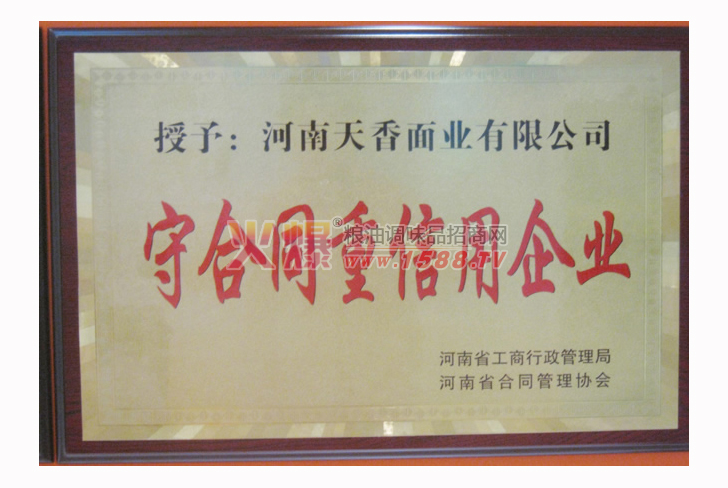 授予：河南天香面业有限公司
守合同重信用企业
火爆®粮油调味品招商网
www.1588.TV
河南省工商行政管理局
河南省合同管理协会